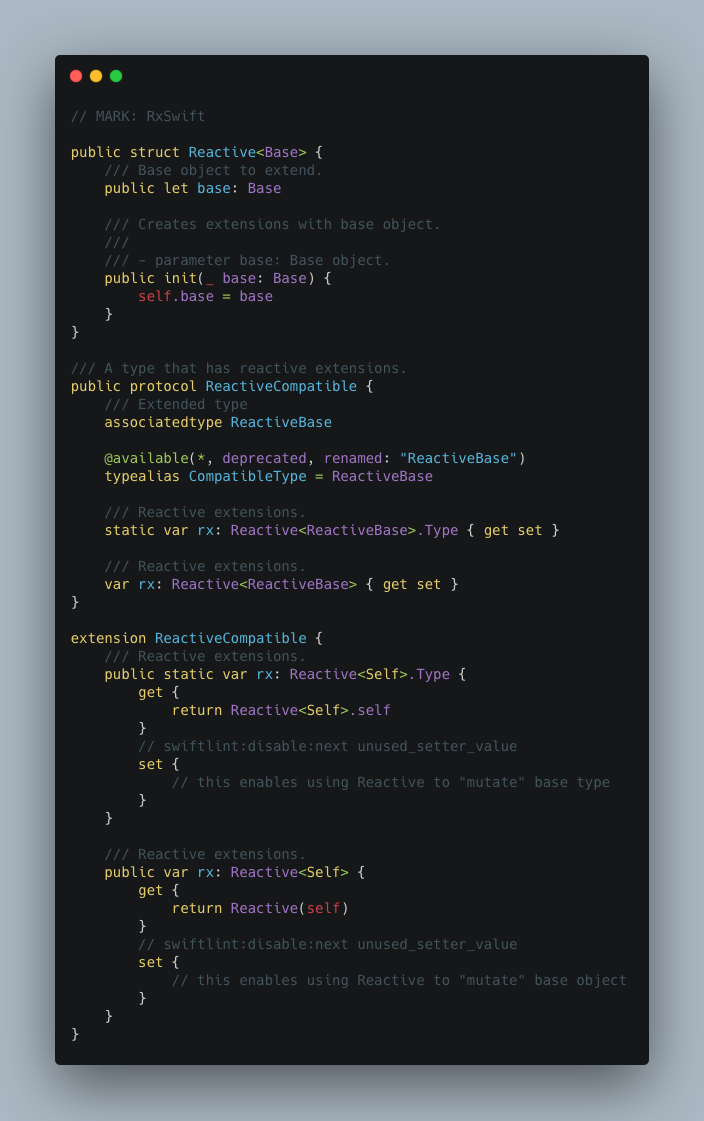 // MARK: RxSwift

public struct Reactive<Base> {
    /// Base object to extend.
    public let base: Base

    /// Creates extensions with base object.
    ///
    /// - parameter base: Base object.
    public init(_ base: Base) {
        self.base = base
    }
}

/// A type that has reactive extensions.
public protocol ReactiveCompatible {
    /// Extended type
    associatedtype ReactiveBase

    @available(*, deprecated, renamed: "ReactiveBase")
    typealias CompatibleType = ReactiveBase

    /// Reactive extensions.
    static var rx: Reactive<ReactiveBase>.Type { get set }

    /// Reactive extensions.
    var rx: Reactive<ReactiveBase> { get set }
}

extension ReactiveCompatible {
    /// Reactive extensions.
    public static var rx: Reactive<Self>.Type {
        get {
            return Reactive<Self>.self
        }
        // swiftlint:disable:next unused_setter_value
        set {
            // this enables using Reactive to "mutate" base type
        }
    }

    /// Reactive extensions.
    public var rx: Reactive<Self> {
        get {
            return Reactive(self)
        }
        // swiftlint:disable:next unused_setter_value
        set {
            // this enables using Reactive to "mutate" base object
        }
    }
}